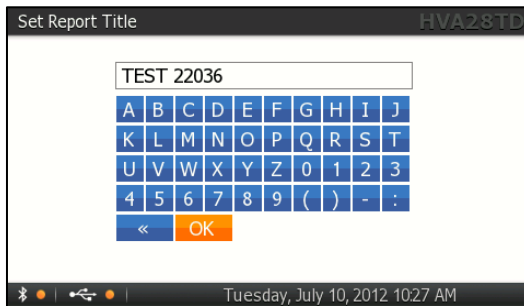 Set Report Title HVA28TD
TEST 22036
A B C D E F G H I J
K L M N O P Q R S T
U V W X Y Z 0 1 2 3
4 5 6 7 8 9 ( ) - :
« OK
Tuesday, July 10, 2012 10:27 AM